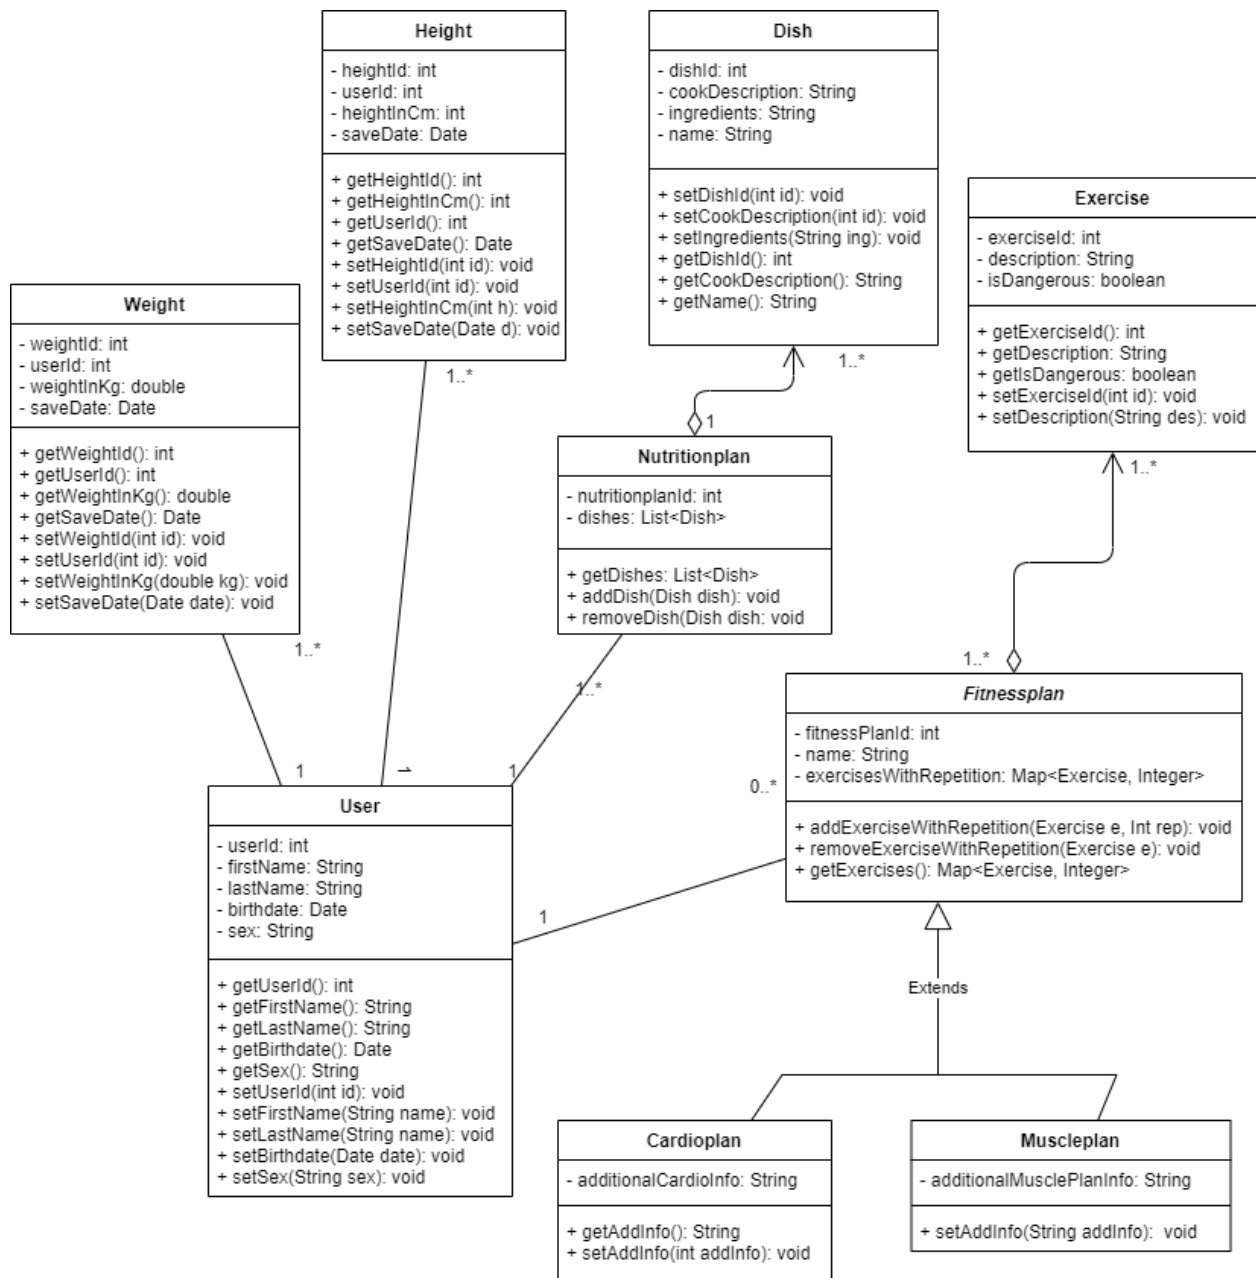 Height
- heightId: int
- userId: int
- heightInCm: int
- saveDate: Date
+ getHeightId(): int
+ getHeightInCm(): int
+ getUserId(): int
+ getSaveDate(): Date
+ setHeightId(int id): void
+ setUserId(int id): void
+ setHeightInCm(int h): void
+ setSaveDate(Date d): void
1..*
Dish
- dishId: int
- cookDescription: String
- ingredients: String
- name: String
+ setDishId(int id): void
+ setCookDescription(int id): void
+ setIngredients(String ing): void
+ getDishId(): int
+ getCookDescription(): String
+ getName(): String
1..*
Exercise
- exerciseId: int
- description: String
- isDangerous: boolean
+ getExerciseId(): int
+ getDescription: String
+ getIsDangerous: boolean
+ setExerciseId(int id): void
+ setDescription(String des): void
1..*
Weight
- weightId: int
- userId: int
- weightInKg: double
- saveDate: Date
+ getWeightId(): int
+ getUserId(): int
+ getWeightInKg(): double
+ getSaveDate(): Date
+ setWeightId(int id): void
+ setUserId(int id): void
+ setWeightInKg(double kg): void
+ setSaveDate(Date date): void
1..*
1
Nutritionplan
- nutritionplanId: int
- dishes: List<Dish>
+ getDishes: List<Dish>
+ addDish(Dish dish): void
+ removeDish(Dish dish: void
1..*
1..*
Fitnessplan
- fitnessPlanId: int
- name: String
- exercisesWithRepetition: Map<Exercise, Integer>
+ addExerciseWithRepetition(Exercise e, Int rep): void
+ removeExerciseWithRepetition(Exercise e): void
+ getExercises(): Map<Exercise, Integer>
0..*
1
1
1
User
- userId: int
- firstName: String
- lastName: String
- birthdate: Date
- sex: String
+ getUserId(): int
+ getFirstName(): String
+ getLastName(): String
+ getBirthdate(): Date
+ getSex(): String
+ setUserId(int id): void
+ setFirstName(String name): void
+ setLastName(String name): void
+ setBirthdate(Date date): void
+ setSex(String sex): void
1
Extends
Cardioplan
- additionalCardioInfo: String
+ getAddInfo(): String
+ setAddInfo(int addInfo): void
Muscleplan
- additionalMusclePlanInfo: String
+ setAddInfo(String addInfo): void